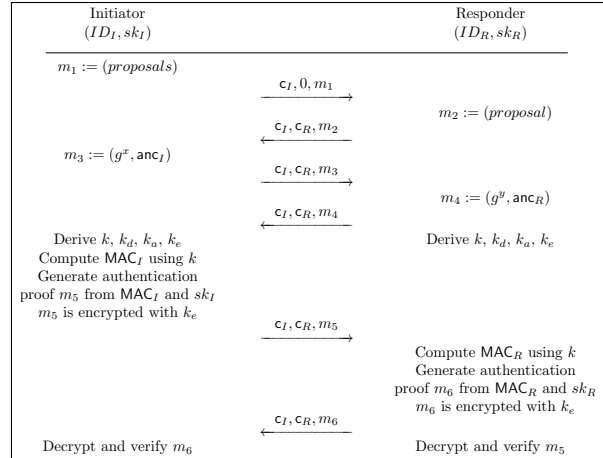 Initiator
Responder
(ID_I, sk_I)
(ID_R, sk_R)
m_1 := (proposals)
c_I, 0, m_1
m_2 := (proposal)
c_I, c_R, m_2
m_3 := (g^x, anc_I)
c_I, c_R, m_3
m_4 := (g^y, anc_R)
c_I, c_R, m_4
Derive k, k_d, k_a, k_e
Derive k, k_d, k_a, k_e
Compute MAC_I using k
Generate authentication
proof m_5 from MAC_I and sk_I
m_5 is encrypted with k_e
c_I, c_R, m_5
Compute MAC_R using k
Generate authentication
proof m_6 from MAC_R and sk_R
m_6 is encrypted with k_e
c_I, c_R, m_6
Decrypt and verify m_6
Decrypt and verify m_5